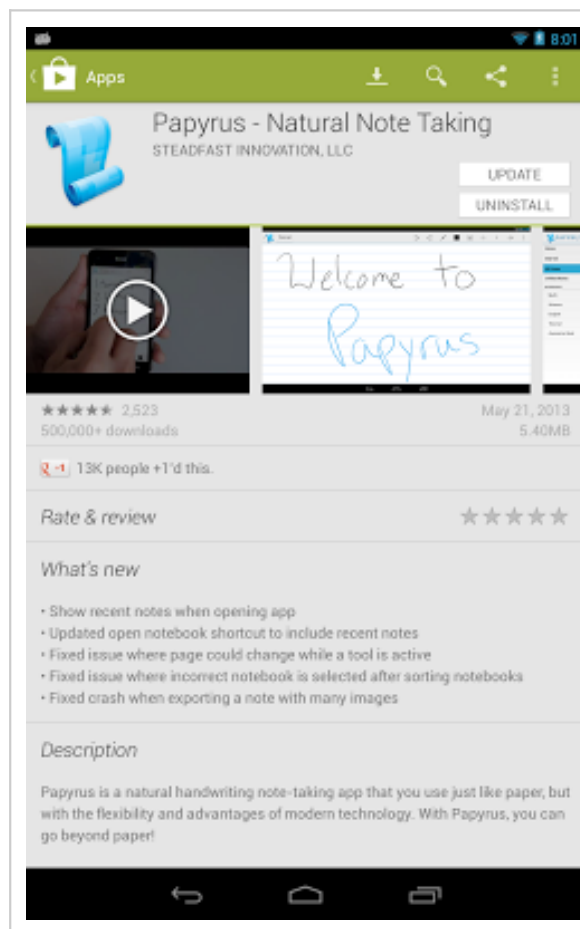 8:01
Apps
Papyrus - Natural Note Taking
STEADFAST INNOVATION, LLC
UPDATE
UNINSTALL
Welcome to
Papyrus
2,523
May 21, 2013
500,000+ downloads
5.40MB
+1 13K people +1'd this.
Rate & review
What's new
• Show recent notes when opening app
• Updated open notebook shortcut to include recent notes
• Fixed issue where page could change while a tool is active
• Fixed issue where incorrect notebook is selected after sorting notebooks
• Fixed crash when exporting a note with many images
Description
Papyrus is a natural handwriting note-taking app that you use just like paper, but
with the flexibility and advantages of modern technology. With Papyrus, you can
go beyond paper!